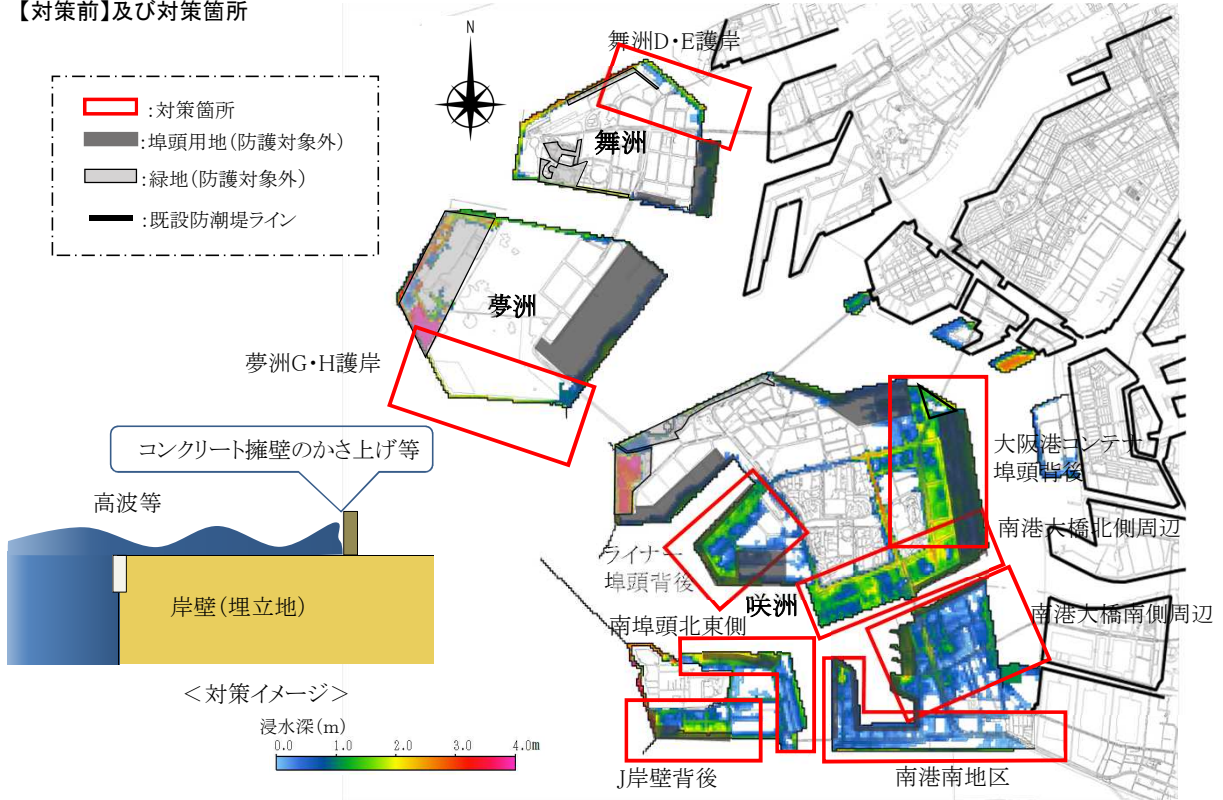 【対策前】及び対策箇所
N
:対策箇所
:埠頭用地(防護対象外)
:緑地(防護対象外)
:既設防潮堤ライン
舞洲D・E護岸
舞洲
夢洲
夢洲G・H護岸
コンクリート擁壁のかさ上げ等
高波等
岸壁(埋立地)
＜対策イメージ＞
浸水深(m)
0.0 1.0 2.0 3.0 4.0m
大阪港コンテナ
埠頭背後
南港大橋北側周辺
ライナー
埠頭背後
咲洲
南港大橋南側周辺
南埠頭北東側
J岸壁背後
南港南地区